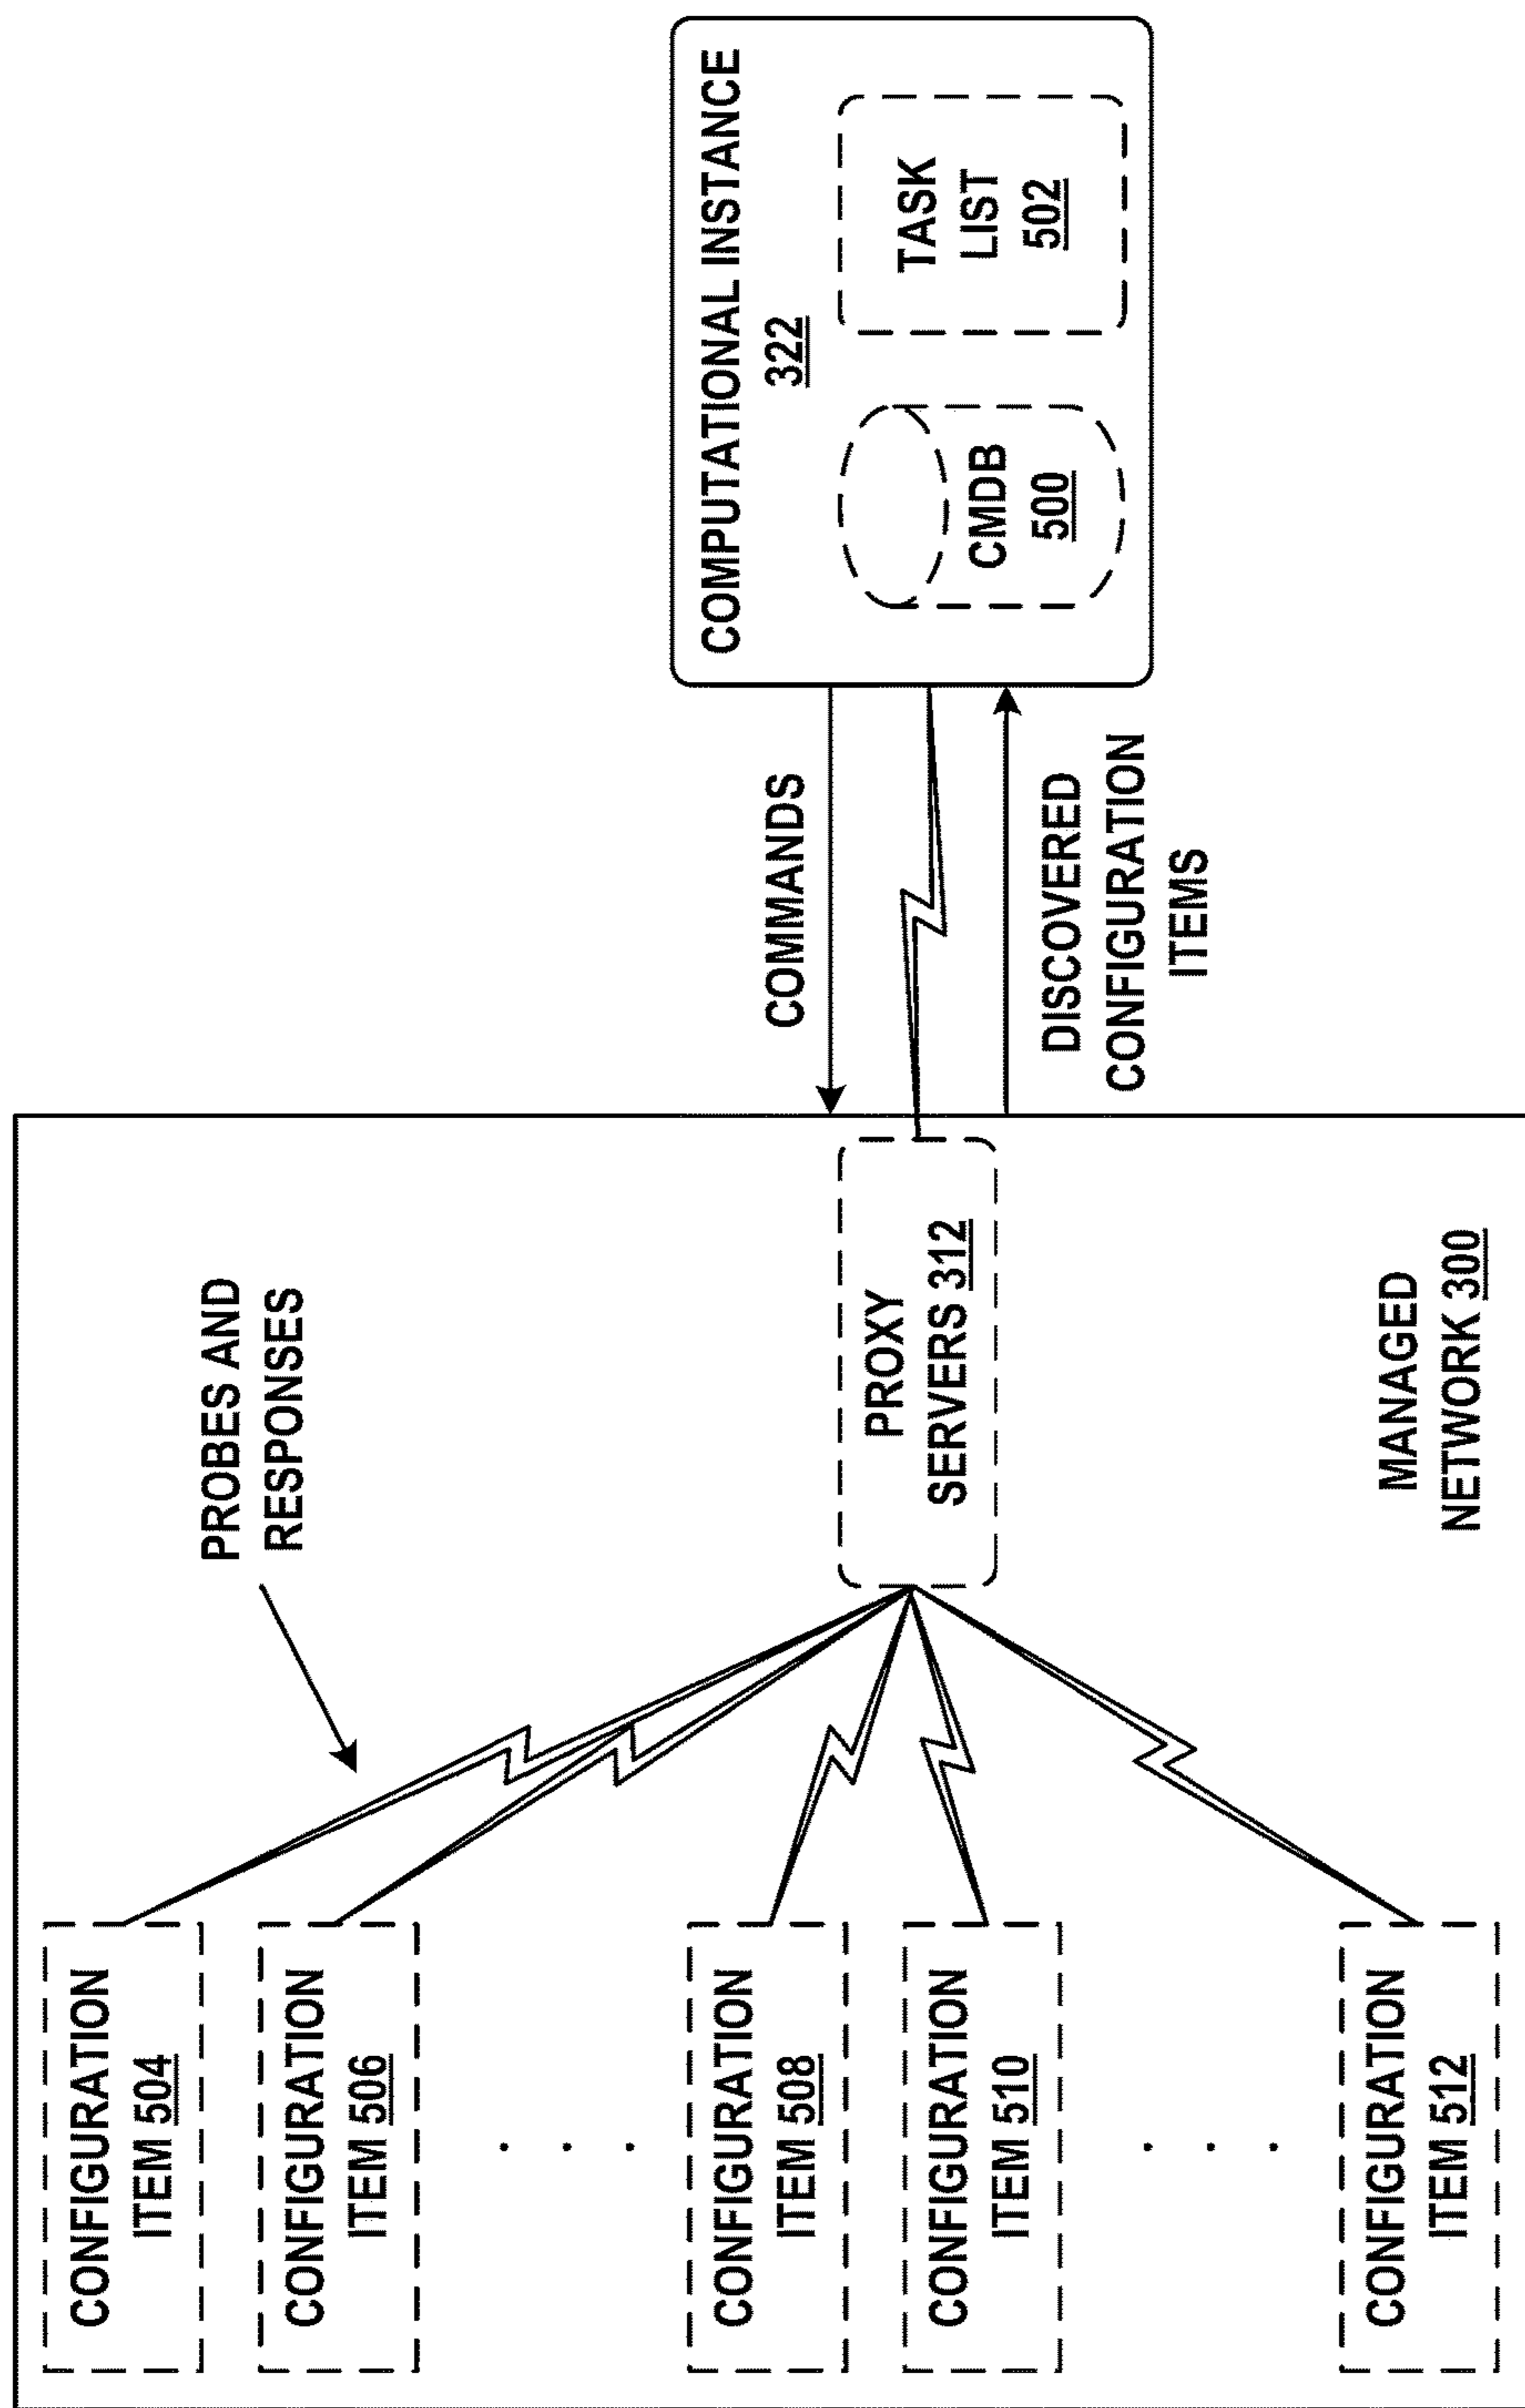 CONFIGURATION
ITEM 504
CONFIGURATION
ITEM 506
CONFIGURATION
ITEM 508
CONFIGURATION
ITEM 510
CONFIGURATION
ITEM 512
PROBES AND
RESPONSES
PROXY
SERVERS 312
MANAGED
NETWORK 300
COMMANDS
DISCOVERED
CONFIGURATION
ITEMS
COMPUTATIONAL INSTANCE
322
CMDB
500
TASK
LIST
502